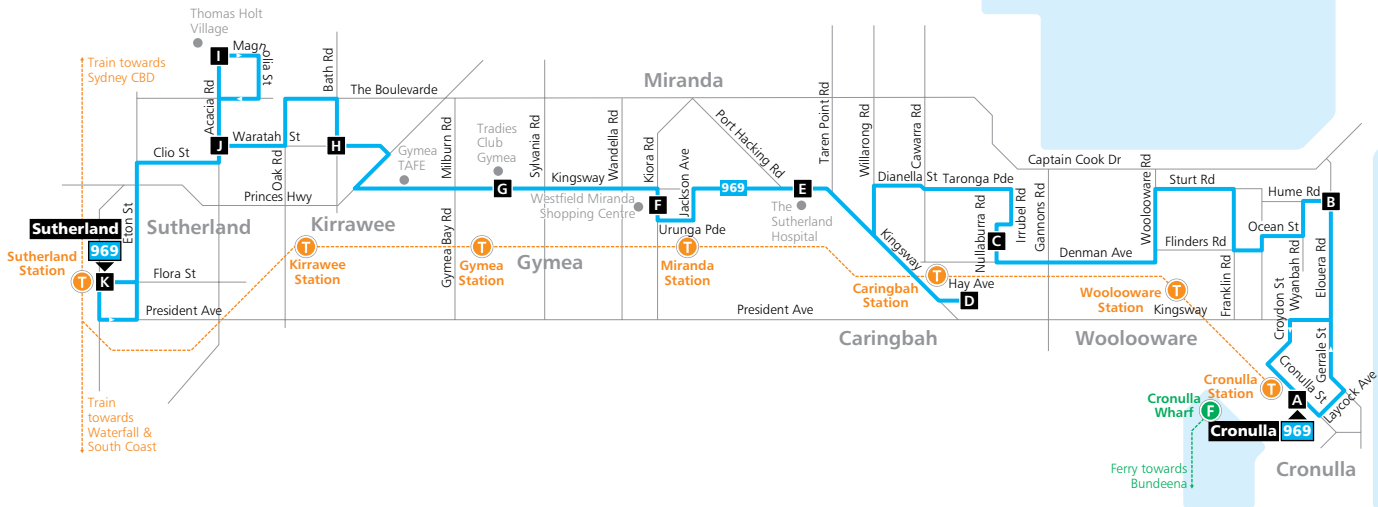 Thomas Holt
Village
I
Magnolia St
Train towards
Sydney CBD
Acacia Rd
Bath Rd
The Boulevarde
Miranda
J
Waratah St
H
Clio St
Oak Rd
Princes Hwy
Gymea
TAFE
Milburn Rd
Tradies
Club
Gymea
G
Sylvania Rd
Kingsway
Wandella Rd
Kiora Rd
Westfield Miranda
Shopping Centre
F
Jackson Ave
Urunga Pde
Port Hacking Rd
969
E
The
Sutherland
Hospital
Taren Point Rd
Willarong Rd
Cawarra Rd
Dianella St
Taronga Pde
Captain Cook Dr
Kingsway
Nullaburra Rd
C
Irrubel Rd
Gannons Rd
Denman Ave
Woolooware Rd
Sturt Rd
Flinders Rd
Hume Rd
B
Ocean St
Franklin Rd
Wyanbah Rd
Elouera Rd
Sutherland
969
Eton St
Sutherland
Kirrawee
Sutherland
Station
T
K
Flora St
President Ave
T
Kirrawee
Station
Gymea Bay Rd
T
Gymea
Station
Gymea
T
Miranda
Station
President Ave
Caringbah
Station
T
Hay Ave
D
Caringbah
Woolooware
Station
T
Kingsway
Woolooware
Croydon St
Gerrale St
Cronulla St
Laycock Ave
Cronulla
Station
T
A
Cronulla
Wharf
F
Cronulla
969
Cronulla
Ferry towards
Bundeena
Train
towards
Waterfall &
South Coast